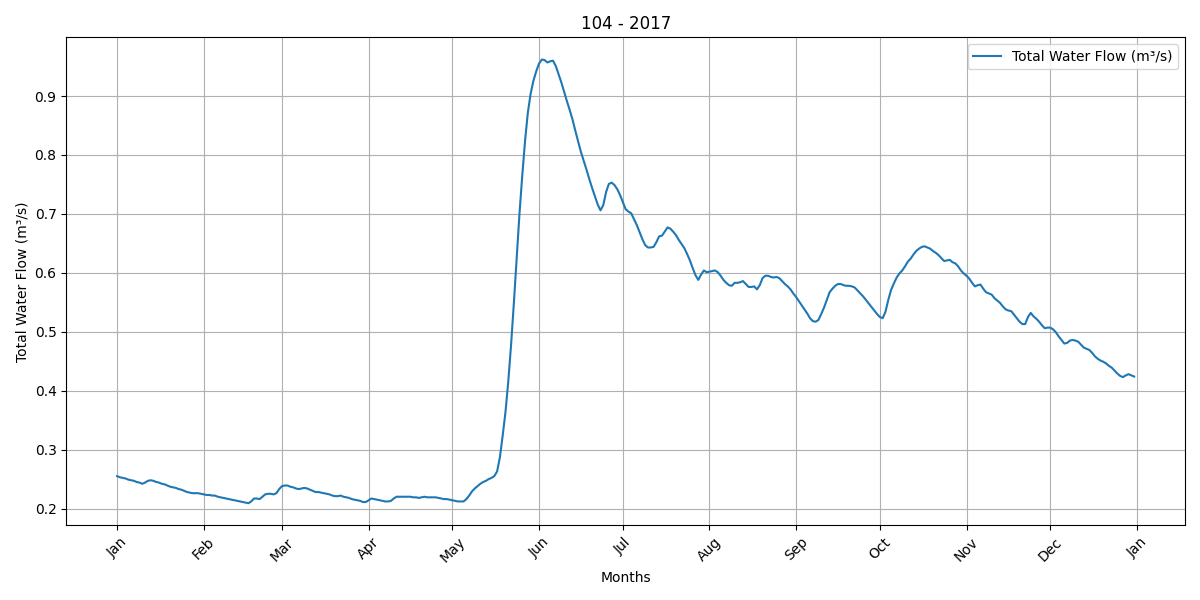 104 - 2017
Total Water Flow (m³/s)
Total Water Flow (m³/s)
0.9
0.8
0.7
0.6
0.5
0.4
0.3
0.2
Jan Feb Mar Apr May Jun Jul Aug Sep Oct Nov Dec Jan
Months